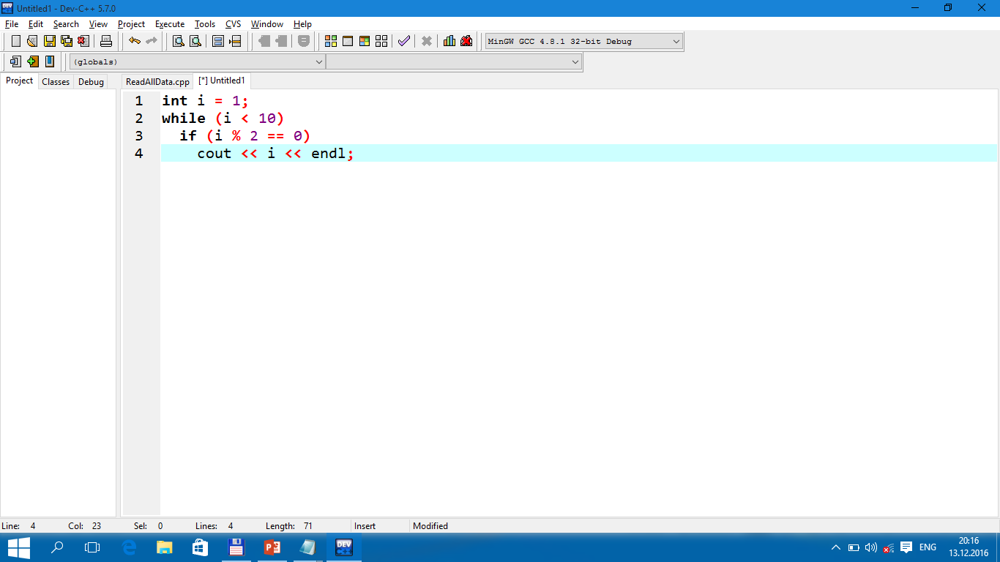 Untitled1 - Dev-C++ 5.7.0
File Edit Search View Project Execute Tools CVS Window Help
MinGW GCC 4.8.1 32-bit Debug
(globals)
Project Classes Debug ReadAllData.cpp [*] Untitled1
1 int i = 1;
2 while (i < 10)
3 if (i % 2 == 0)
4 cout << i << endl;
Line: 4 Col: 23 Sel: 0 Lines: 4 Length: 71 Insert Modified
DEV
ENG
20:16
13.12.2016